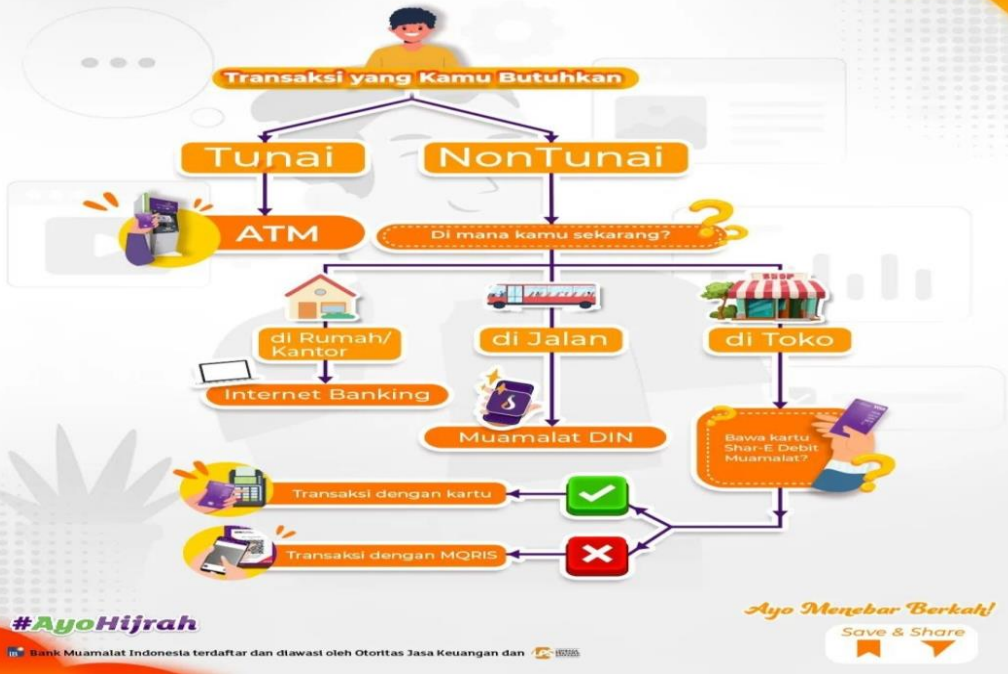 Transaksi yang Kamu Butuhkan
Tunai
NonTunai
ATM
Di mana kamu sekarang?
SHOP
di Rumah/
Kantor
di Jalan
di Toko
Internet Banking
Muamalat DIN
Bawa kartu
Shar-E Debit
Muamalat?
Transaksi dengan kartu
Transaksi dengan MQRIS
#AyoHijrah
Ayo Menebar Berkah!
Save & Share
Bank Muamalat Indonesia terdaftar dan diawasi oleh Otoritas Jasa Keuangan dan